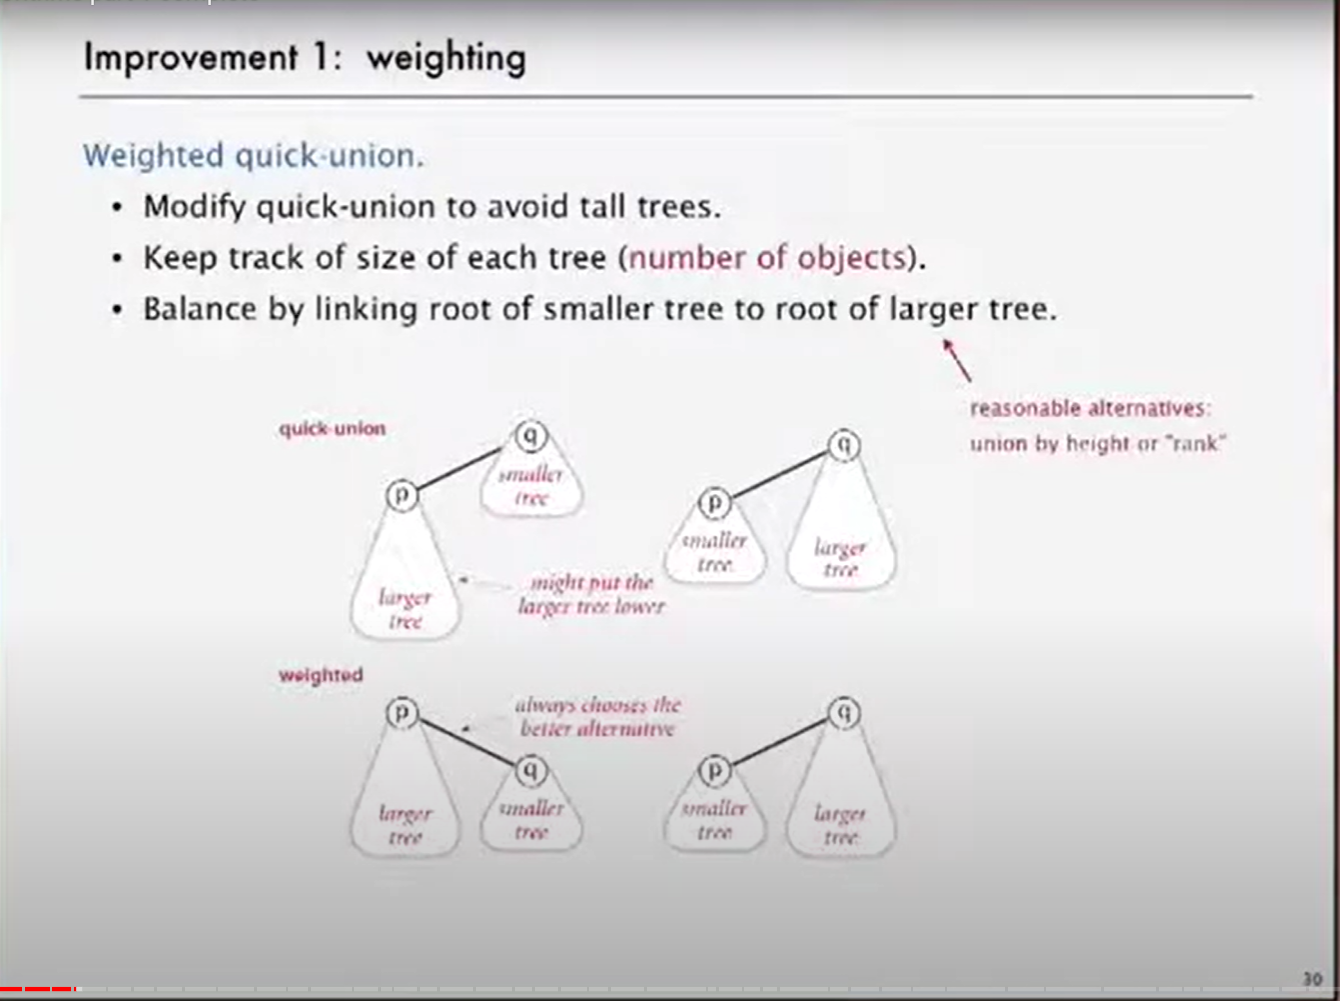 Improvement 1: weighting
Weighted quick-union.
• Modify quick-union to avoid tall trees.
• Keep track of size of each tree (number of objects).
• Balance by linking root of smaller tree to root of larger tree.
reasonable alternatives:
union by height or "rank"
quick-union
q
smaller
tree
p
larger
tree
might put the
larger tree lower
q
p
smaller
tree
larger
tree
weighted
p
always chooses the
better alternative
q
larger
tree
smaller
tree
q
p
smaller
tree
larger
tree
30